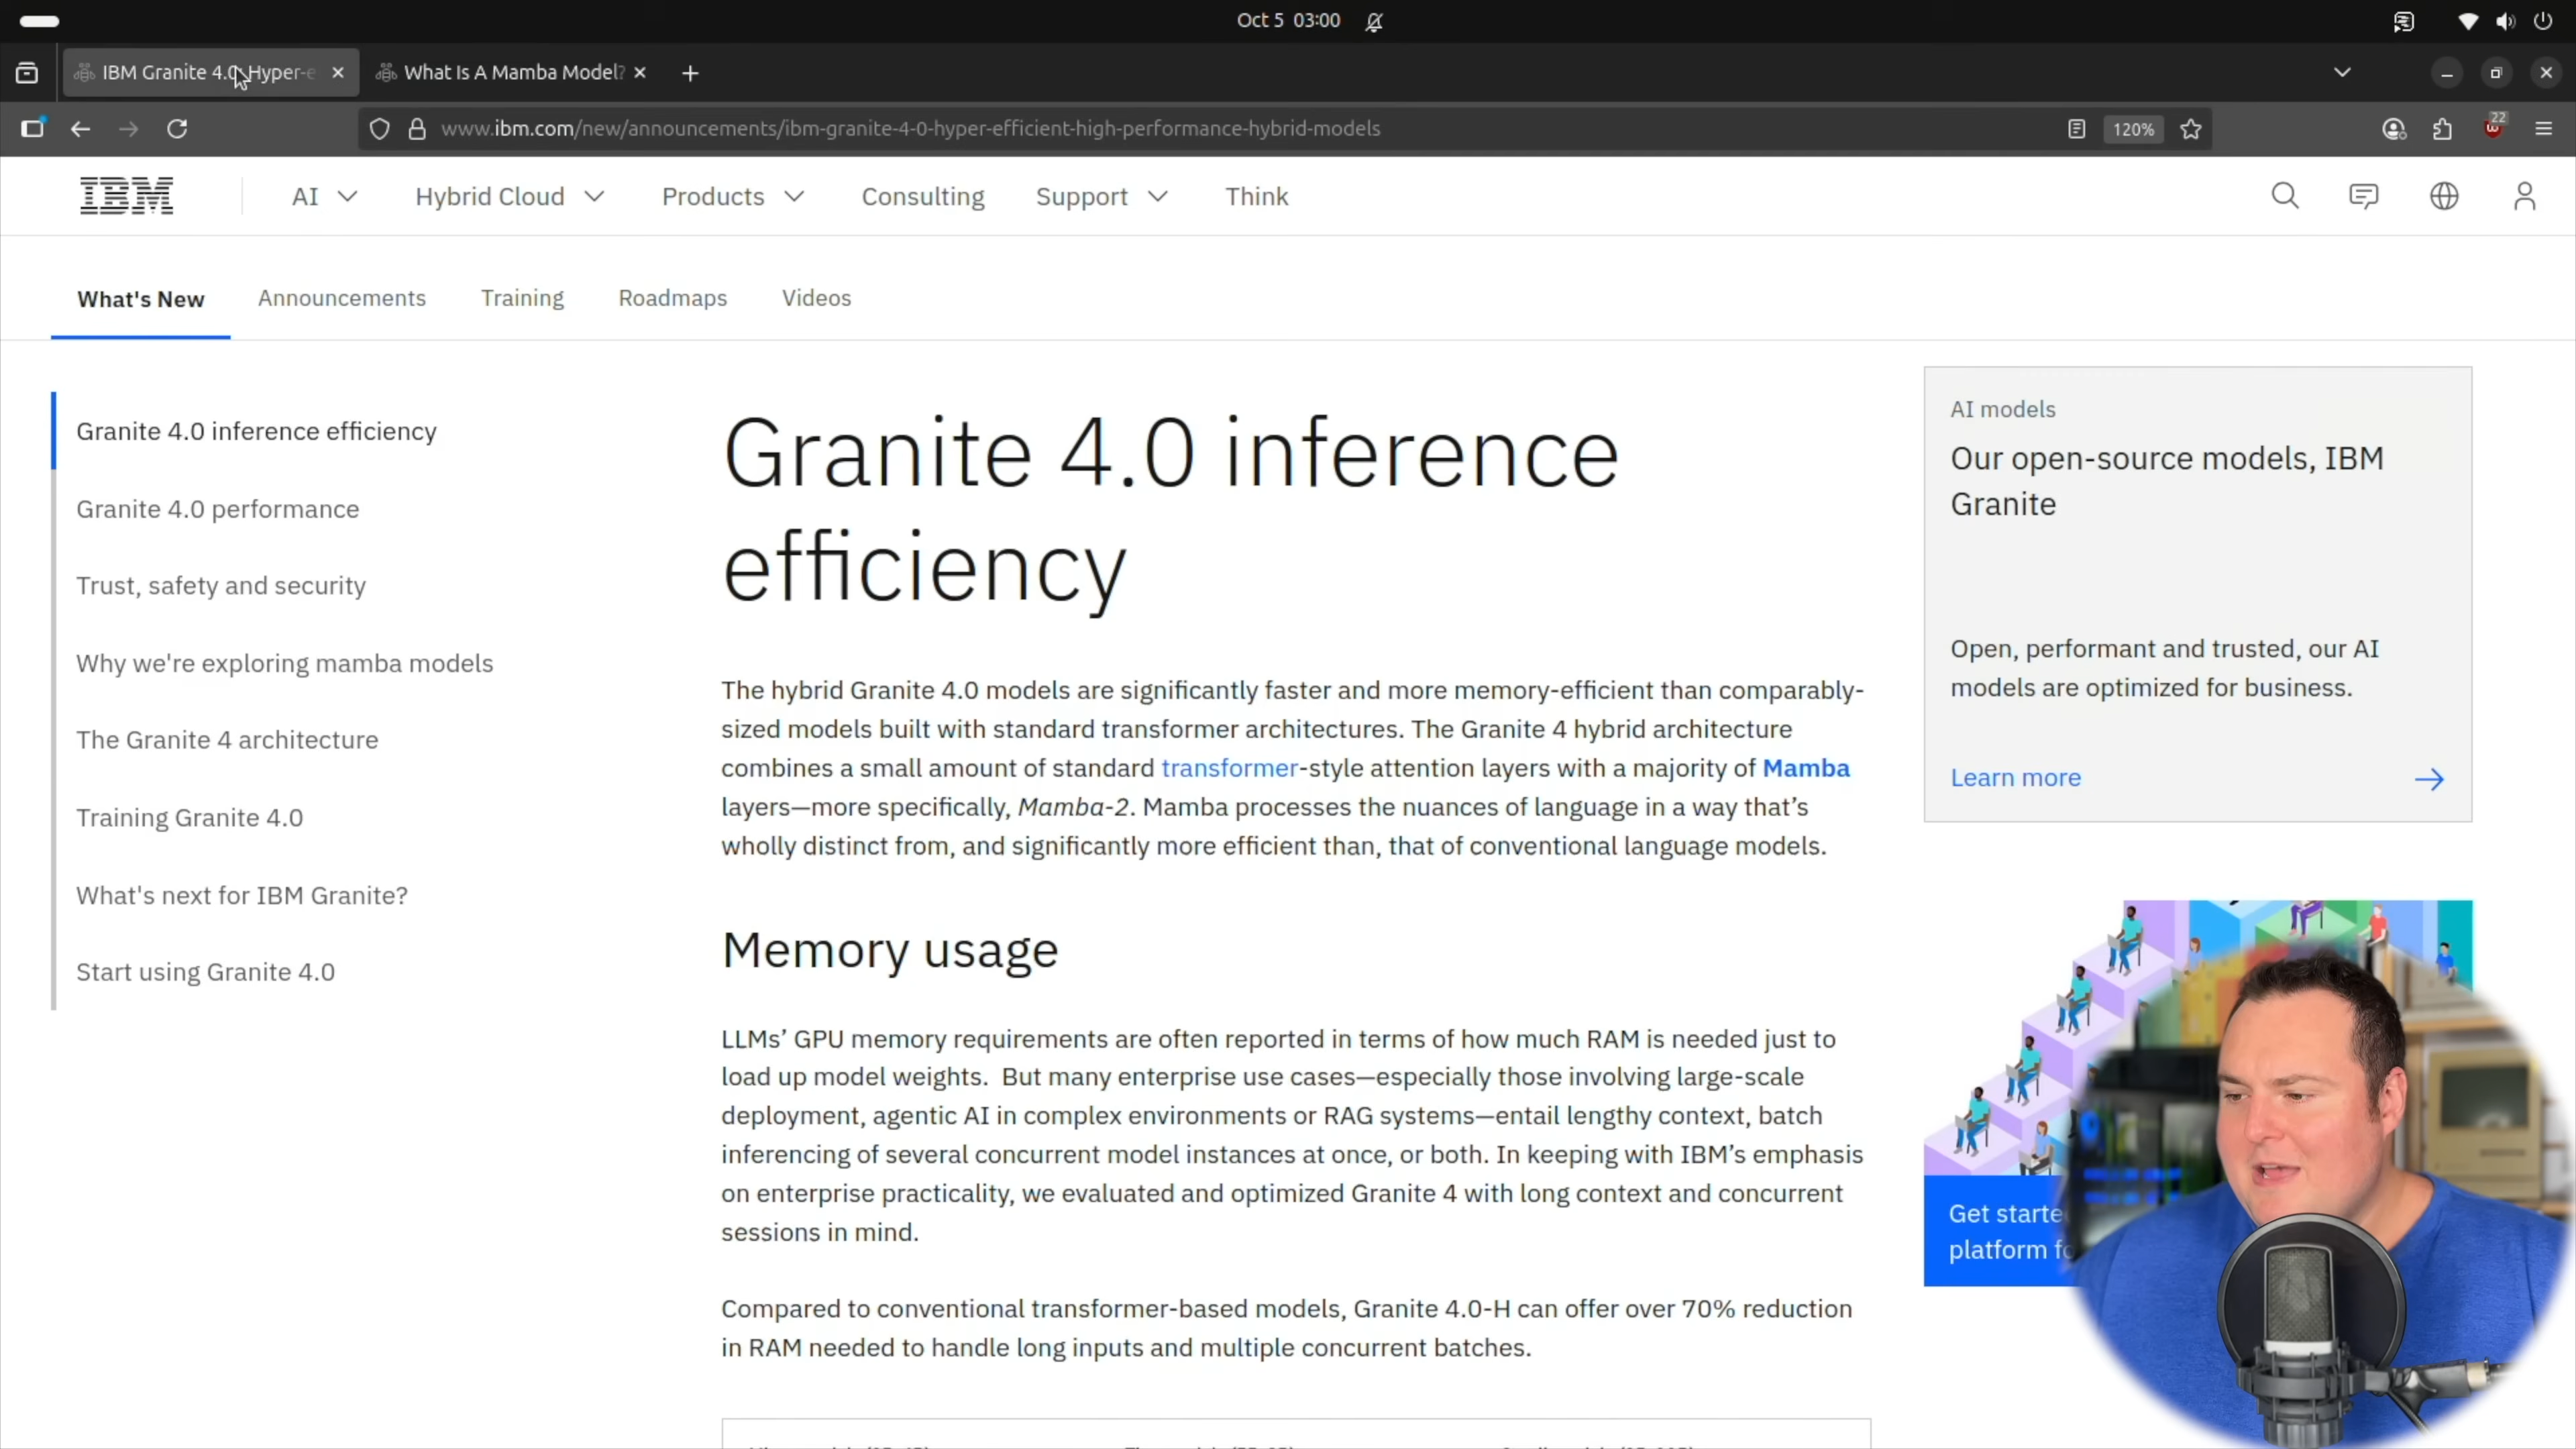 Oct 5 03:00
IBM Granite 4.0: Hyper-e
What Is A Mamba Model?
www.ibm.com/new/announcements/ibm-granite-4-0-hyper-efficient-high-performance-hybrid-models
120%
22
IBM
AI
Hybrid Cloud
Products
Consulting
Support
Think
What's New
Announcements
Training
Roadmaps
Videos
Granite 4.0 inference efficiency
Granite 4.0 performance
Trust, safety and security
Why we're exploring mamba models
The Granite 4 architecture
Training Granite 4.0
What's next for IBM Granite?
Start using Granite 4.0
Granite 4.0 inference
efficiency
The hybrid Granite 4.0 models are significantly faster and more memory-efficient than comparably-
sized models built with standard transformer architectures. The Granite 4 hybrid architecture
combines a small amount of standard transformer-style attention layers with a majority of Mamba
layers—more specifically, Mamba-2. Mamba processes the nuances of language in a way that’s
wholly distinct from, and significantly more efficient than, that of conventional language models.
Memory usage
LLMs’ GPU memory requirements are often reported in terms of how much RAM is needed just to
load up model weights. But many enterprise use cases—especially those involving large-scale
deployment, agentic AI in complex environments or RAG systems—entail lengthy context, batch
inferencing of several concurrent model instances at once, or both. In keeping with IBM’s emphasis
on enterprise practicality, we evaluated and optimized Granite 4 with long context and concurrent
sessions in mind.
Compared to conventional transformer-based models, Granite 4.0-H can offer over 70% reduction
in RAM needed to handle long inputs and multiple concurrent batches.
AI models
Our open-source models, IBM
Granite
Open, performant and trusted, our AI
models are optimized for business.
Learn more
Get starte
platform fo